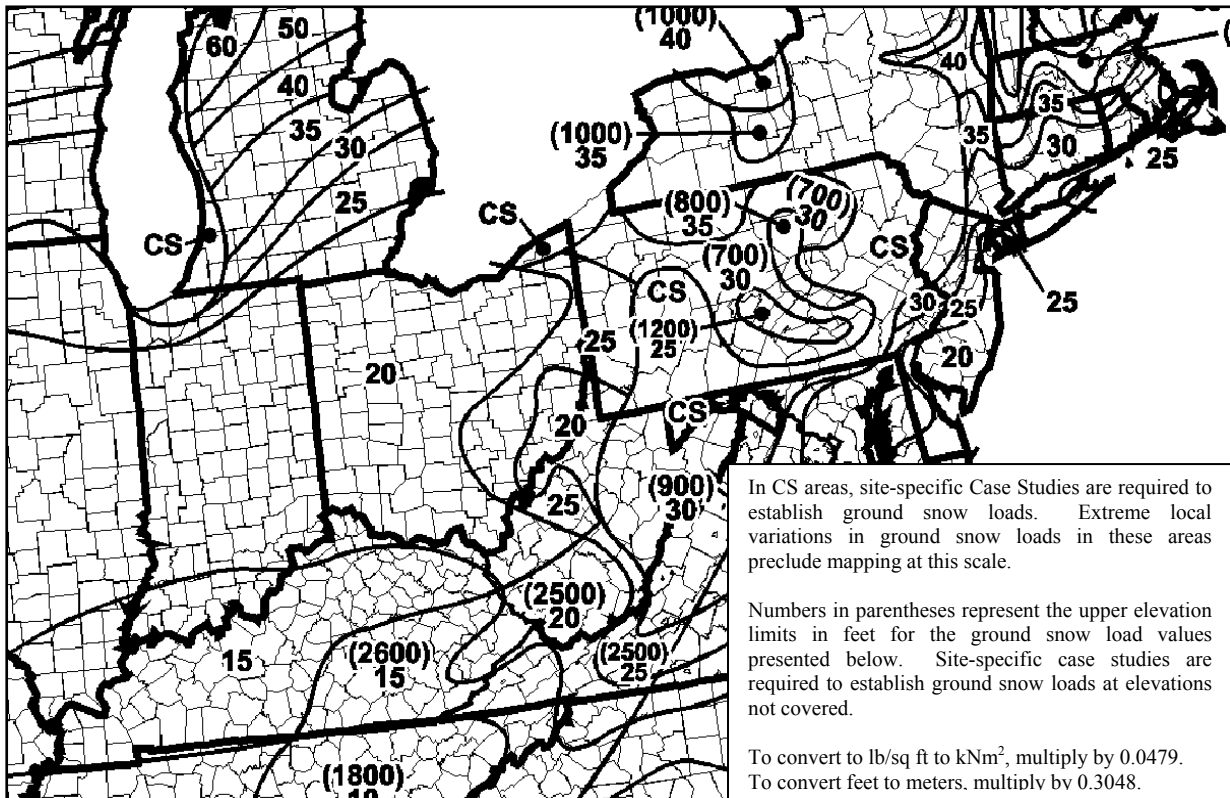 (1000)
40
50
60
40
40
35
35
(1000)
35
30
30
35
25
25
(700)
30
(800)
35
CS
CS
CS
(700)
30
CS
30
25
25
(1200)
25
25
20
20
20
CS
(900)
30
25
(2500)
20
15
(2600)
15
(2500)
25
(1800)
In CS areas, site-specific Case Studies are required to
establish ground snow loads. Extreme local
variations in ground snow loads in these areas
preclude mapping at this scale.
Numbers in parentheses represent the upper elevation
limits in feet for the ground snow load values
presented below. Site-specific case studies are
required to establish ground snow loads at elevations
not covered.
To convert to lb/sq ft to kNm², multiply by 0.0479.
To convert feet to meters, multiply by 0.3048.